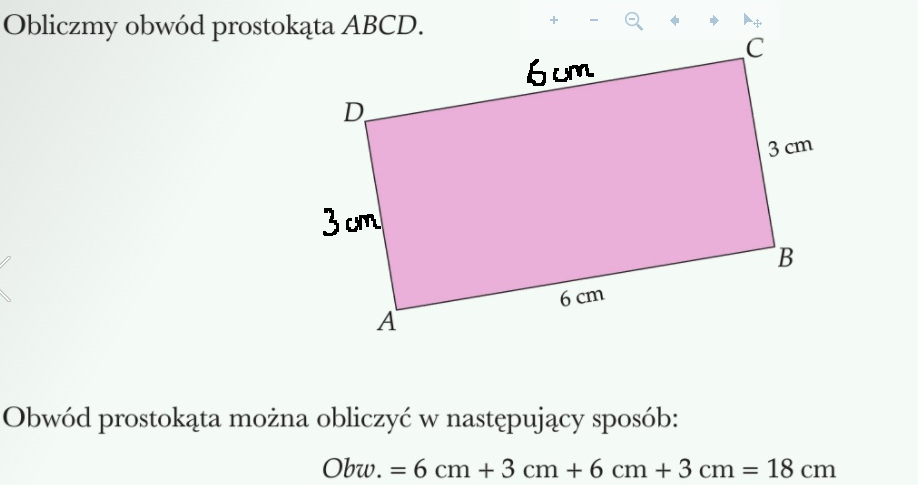 Obliczmy obwód prostokąta ABCD.
C
6 cm
D
3 cm
3 cm
B
6 cm
A
Obwód prostokąta można obliczyć w następujący sposób:
Obw. = 6 cm + 3 cm + 6 cm + 3 cm = 18 cm